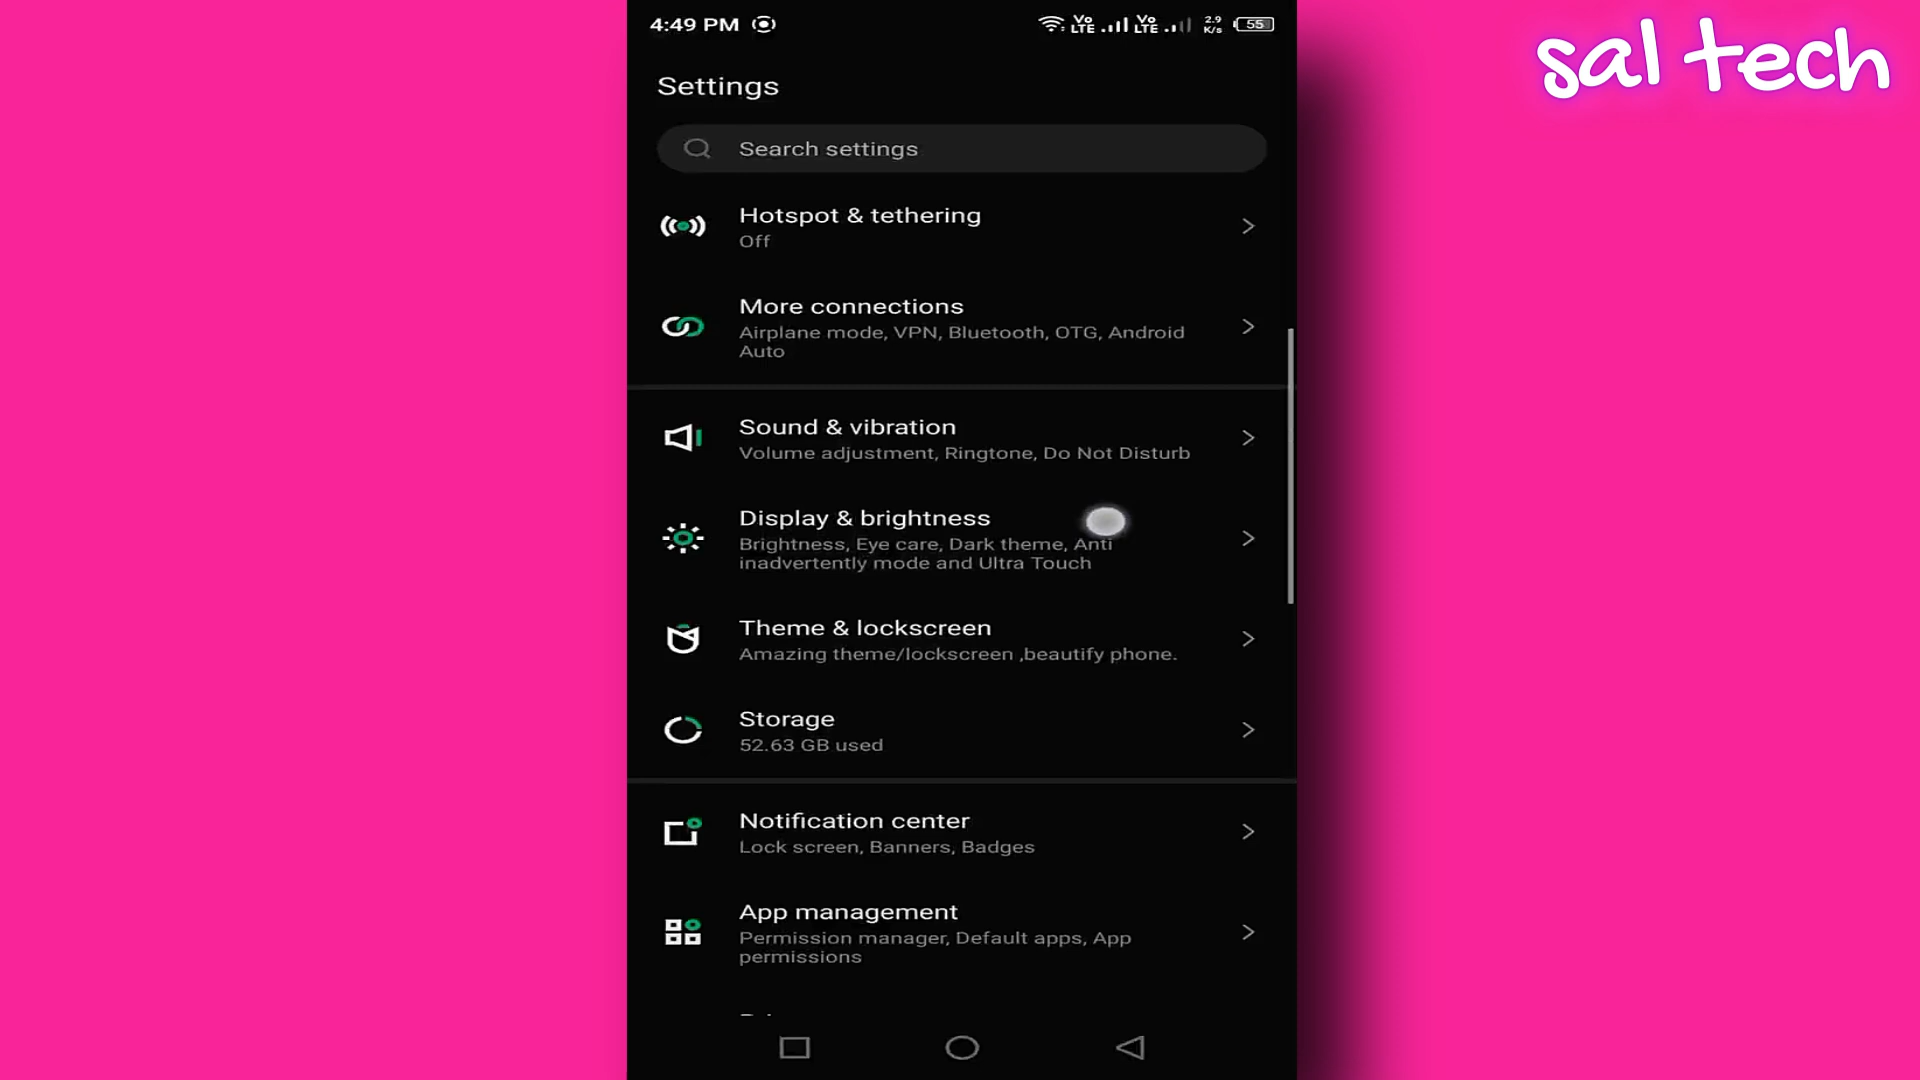 4:49 PM
Vo LTE Vo LTE 2.9 K/s 55
sal tech
Settings
Search settings
Hotspot & tethering
Off
More connections
Airplane mode, VPN, Bluetooth, OTG, Android
Auto
Sound & vibration
Volume adjustment, Ringtone, Do Not Disturb
Display & brightness
Brightness, Eye care, Dark theme, Anti
inadvertently mode and Ultra Touch
Theme & lockscreen
Amazing theme/lockscreen ,beautify phone.
Storage
52.63 GB used
Notification center
Lock screen, Banners, Badges
App management
Permission manager, Default apps, App
permissions